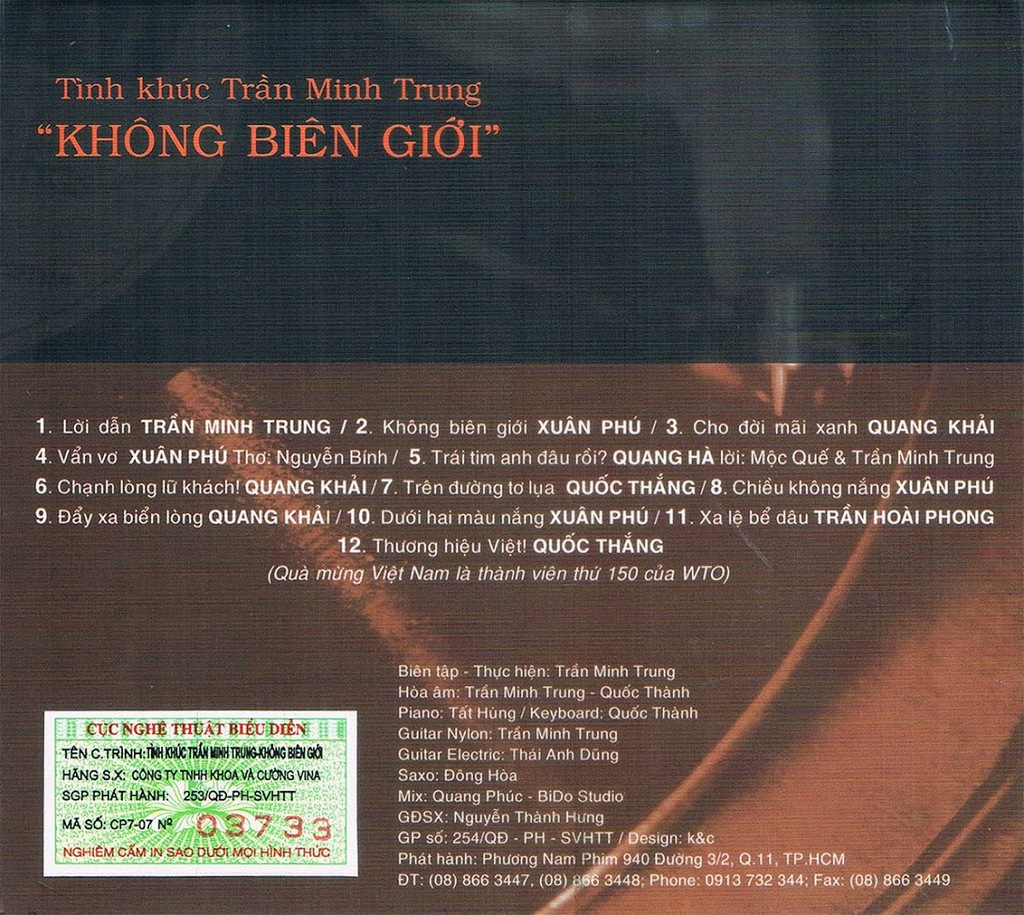 Tình khúc Trần Minh Trung
“KHÔNG BIÊN GIỚI”
1. Lời dẫn TRẦN MINH TRUNG / 2. Không biên giới XUÂN PHÚ / 3. Cho đời mãi xanh QUANG KHẢI
4. Vẩn vơ XUÂN PHÚ Thơ: Nguyễn Bính / 5. Trái tim anh đâu rồi? QUANG HÀ lời: Mộc Quế & Trần Minh Trung
6. Chạnh lòng lữ khách! QUANG KHẢI / 7. Trên đường tơ lụa QUỐC THẮNG / 8. Chiều không nắng XUÂN PHÚ
9. Đẩy xa biển lòng QUANG KHẢI / 10. Dưới hai màu nắng XUÂN PHÚ / 11. Xa lệ bể dâu TRẦN HOÀI PHONG
12. Thương hiệu Việt! QUỐC THẮNG
(Quà mừng Việt Nam là thành viên thứ 150 của WTO)
Biên tập - Thực hiện: Trần Minh Trung
Hòa âm: Trần Minh Trung - Quốc Thành
Piano: Tất Hùng / Keyboard: Quốc Thành
Guitar Nylon: Trần Minh Trung
Guitar Electric: Thái Anh Dũng
Saxo: Đông Hòa
Mix: Quang Phúc - BiDo Studio
GĐSX: Nguyễn Thành Hưng
GP số: 254/QĐ - PH - SVHTT / Design: k&c
Phát hành: Phương Nam Phim 940 Đường 3/2, Q.11, TP.HCM
ĐT: (08) 866 3447, (08) 866 3448; Phone: 0913 732 344; Fax: (08) 866 3449
CỤC NGHỆ THUẬT BIỂU DIỄN
TÊN C.TRÌNH: TÌNH KHÚC TRẦN MINH TRUNG-KHÔNG BIÊN GIỚI
HÃNG S.X: CÔNG TY TNHH KHOA VÀ CƯỜNG VINA
SGP PHÁT HÀNH: 253/QĐ-PH-SVHTT
MÃ SỐ: CP7-07 Nº 03733
NGHIÊM CẤM IN SAO DƯỚI MỌI HÌNH THỨC